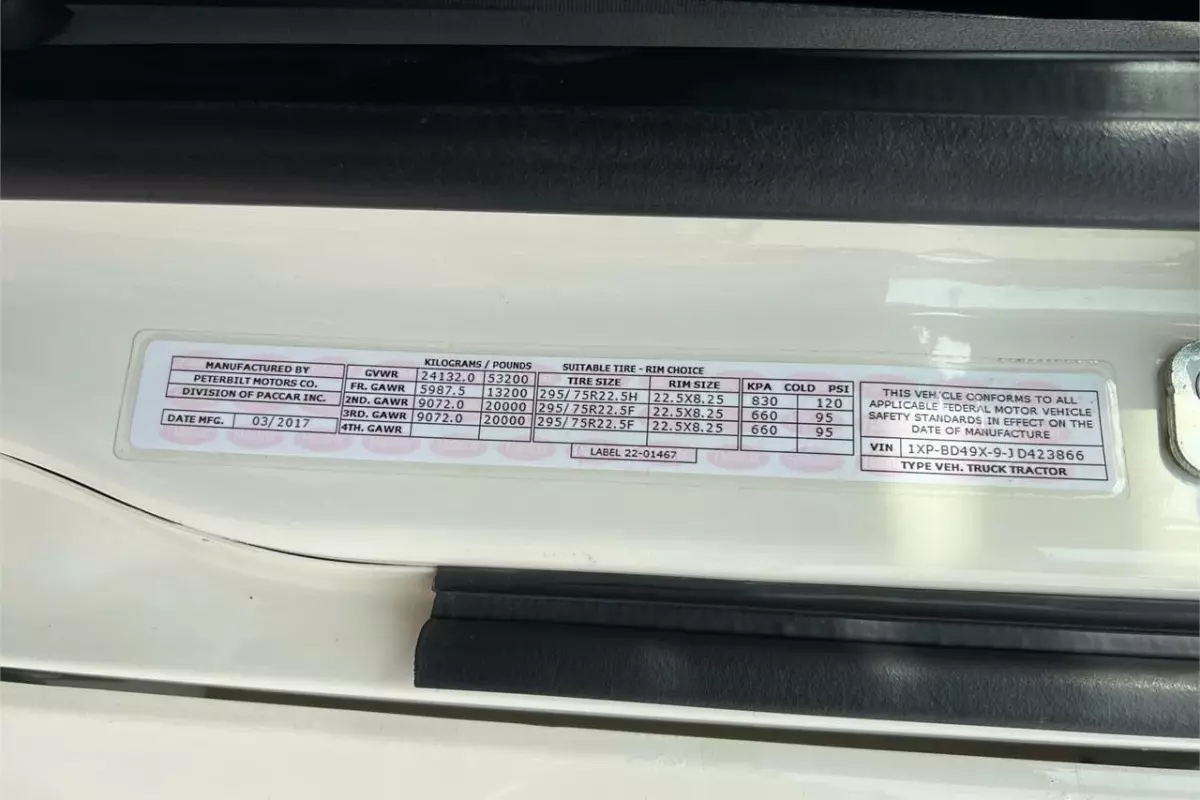 MANUFACTURED BY
PETERBILT MOTORS CO.
DIVISION OF PACCAR INC.
DATE MFG. 03/2017
KILOGRAMS / POUNDS
GVWR 24132.0 53200
FR. GAWR 5987.5 13200
2ND. GAWR 9072.0 20000
3RD. GAWR 9072.0 20000
4TH. GAWR
SUITABLE TIRE - RIM CHOICE
TIRE SIZE RIM SIZE
295/75R22.5H 22.5X8.25
295/75R22.5F 22.5X8.25
295/75R22.5F 22.5X8.25
KPA COLD PSI
830 120
660 95
660 95
LABEL 22-01467
THIS VEHICLE CONFORMS TO ALL
APPLICABLE FEDERAL MOTOR VEHICLE
SAFETY STANDARDS IN EFFECT ON THE
DATE OF MANUFACTURE
VIN 1XP-BD49X-9-JD423866
TYPE VEH. TRUCK TRACTOR